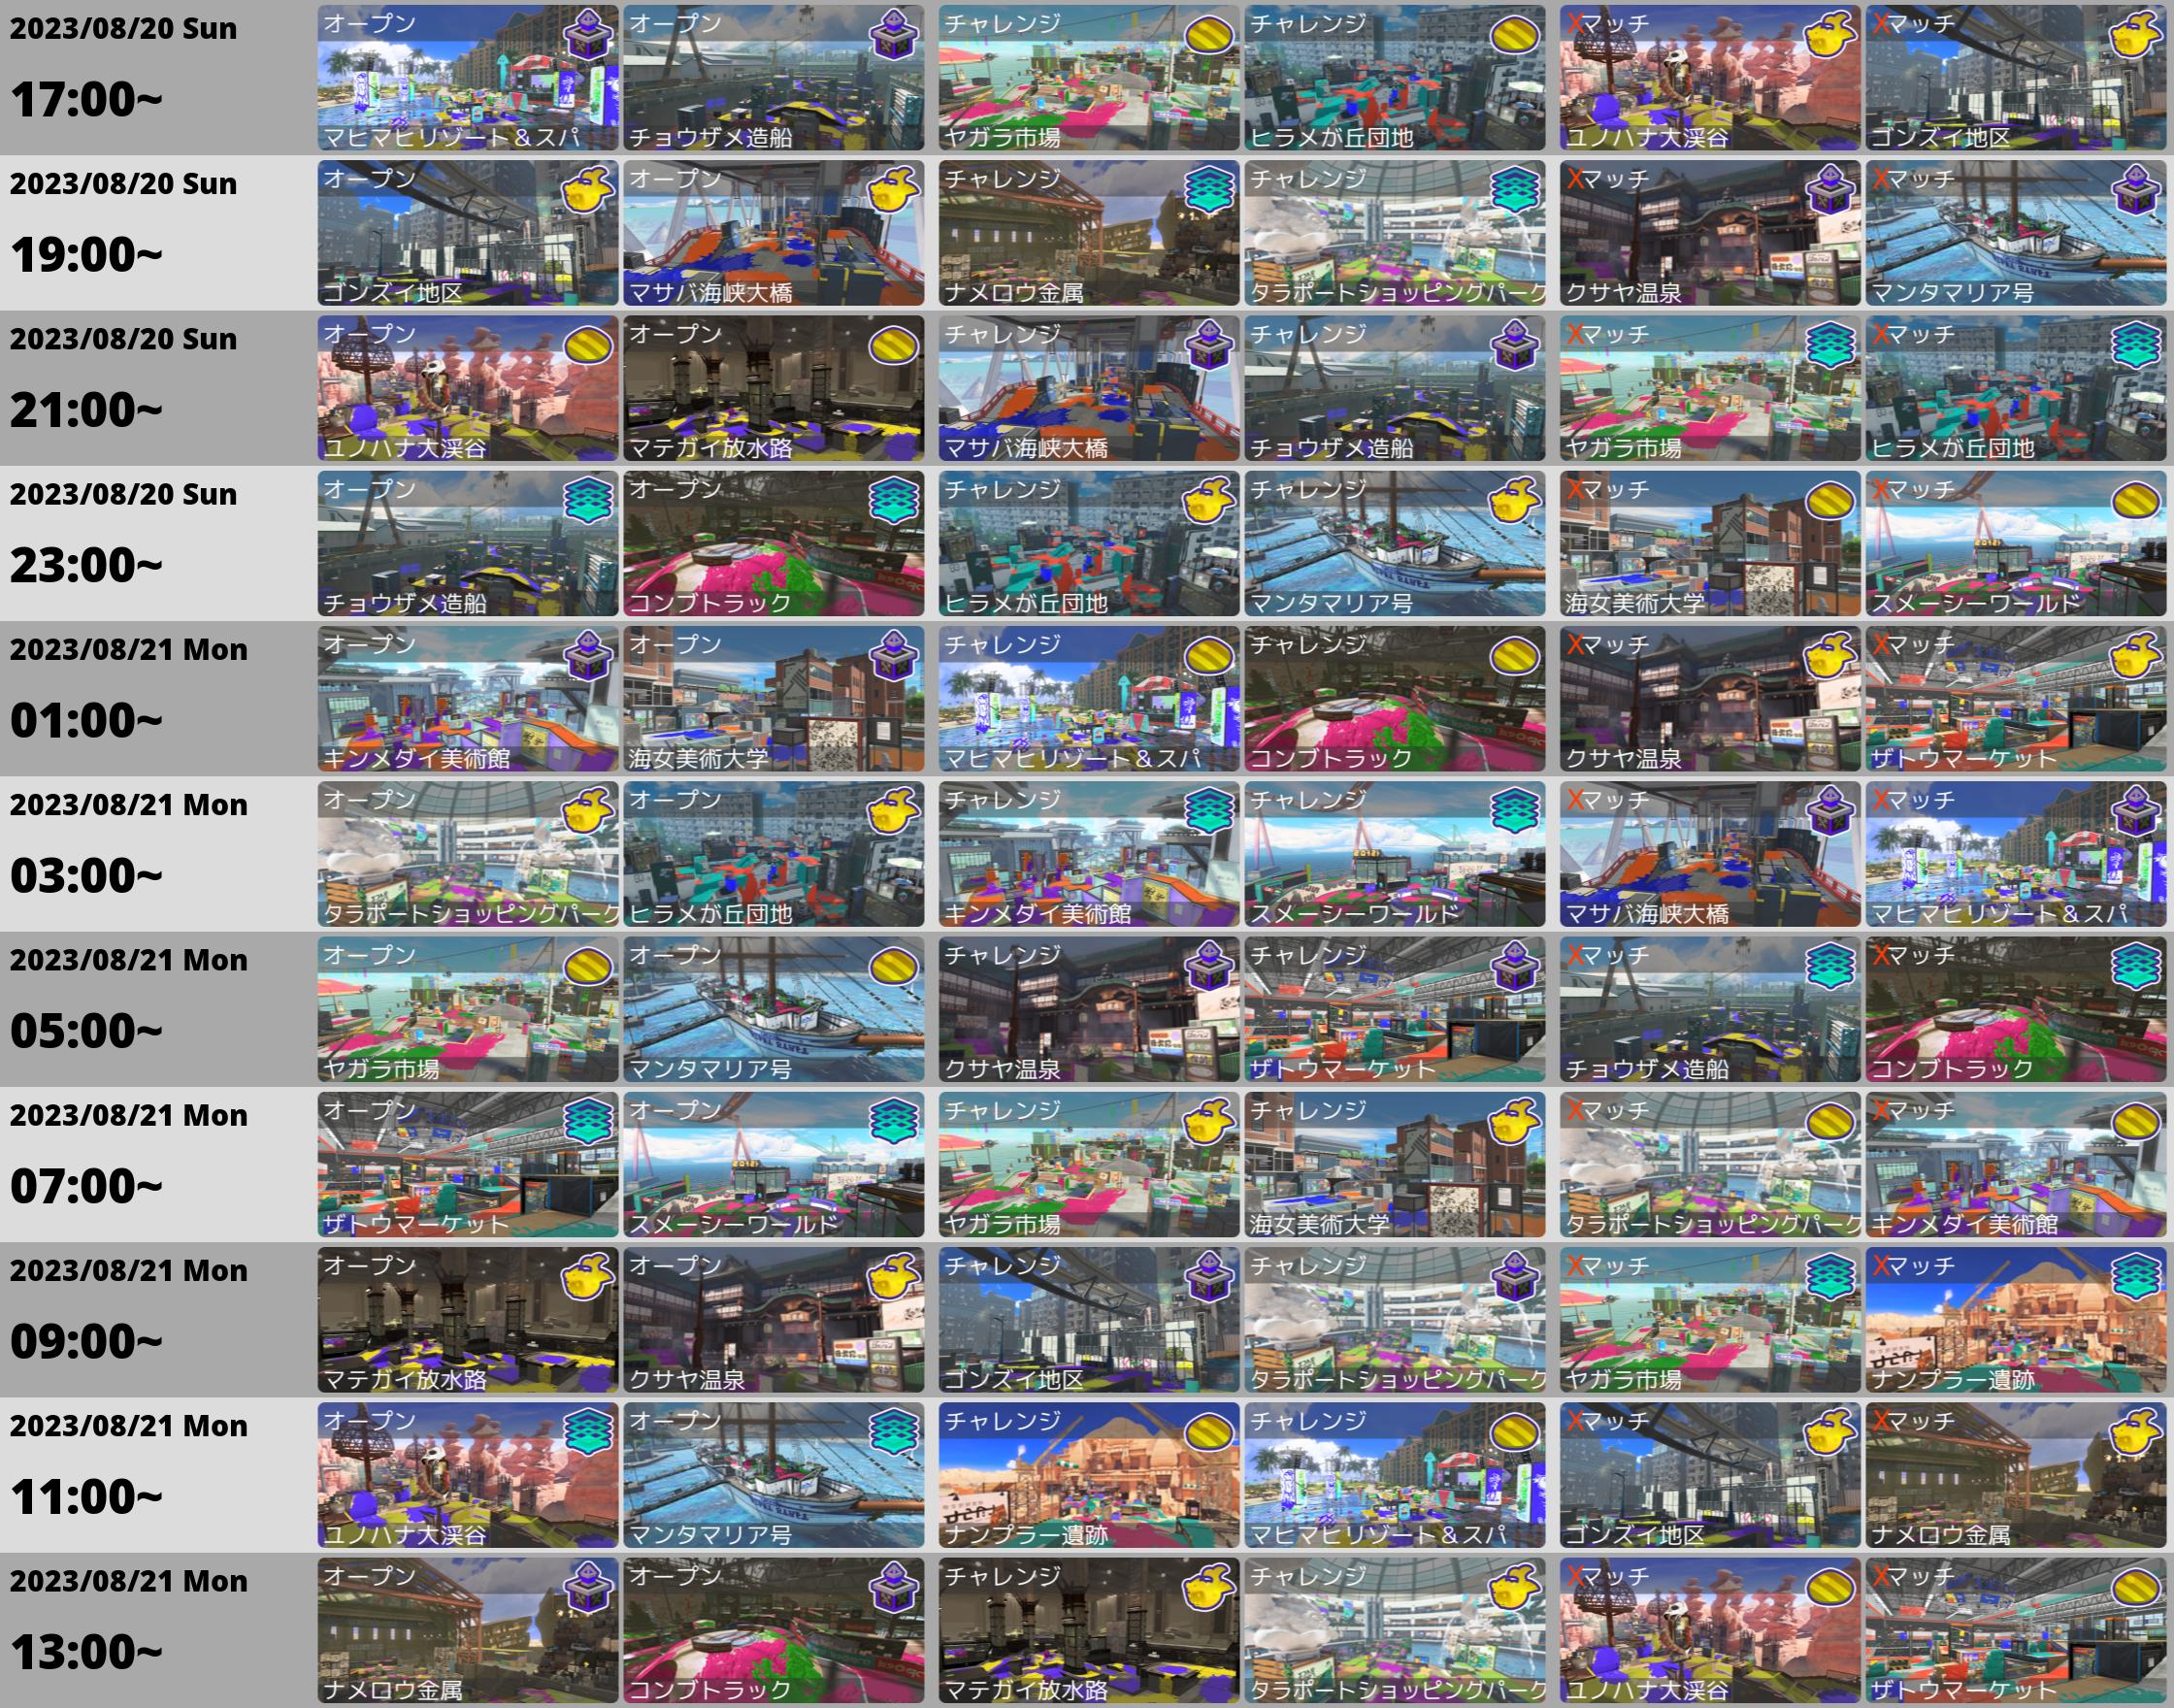 2023/08/20 Sun
17:00~
オープン
マヒマヒリゾート&スパ
オープン
チョウザメ造船
チャレンジ
ヤガラ市場
チャレンジ
ヒラメが丘団地
Xマッチ
ユノハナ大渓谷
Xマッチ
ゴンズイ地区
2023/08/20 Sun
19:00~
オープン
ゴンズイ地区
オープン
マサバ海峡大橋
チャレンジ
ナメロウ金属
チャレンジ
タラポートショッピングパーク
Xマッチ
クサヤ温泉
Xマッチ
マンタマリア号
2023/08/20 Sun
21:00~
オープン
ユノハナ大渓谷
オープン
マテガイ放水路
チャレンジ
マサバ海峡大橋
チャレンジ
チョウザメ造船
Xマッチ
ヤガラ市場
Xマッチ
ヒラメが丘団地
2023/08/20 Sun
23:00~
オープン
チョウザメ造船
オープン
コンブトラック
チャレンジ
ヒラメが丘団地
チャレンジ
マンタマリア号
Xマッチ
海女美術大学
Xマッチ
スメーシーワールド
2023/08/21 Mon
01:00~
オープン
キンメダイ美術館
オープン
海女美術大学
チャレンジ
マヒマヒリゾート&スパ
チャレンジ
コンブトラック
Xマッチ
クサヤ温泉
Xマッチ
ザトウマーケット
2023/08/21 Mon
03:00~
オープン
タラポートショッピングパーク
オープン
ヒラメが丘団地
チャレンジ
キンメダイ美術館
チャレンジ
スメーシーワールド
Xマッチ
マサバ海峡大橋
Xマッチ
マヒマヒリゾート&スパ
2023/08/21 Mon
05:00~
オープン
ヤガラ市場
オープン
マンタマリア号
チャレンジ
クサヤ温泉
チャレンジ
ザトウマーケット
Xマッチ
チョウザメ造船
Xマッチ
コンブトラック
2023/08/21 Mon
07:00~
オープン
ザトウマーケット
オープン
スメーシーワールド
チャレンジ
ヤガラ市場
チャレンジ
海女美術大学
Xマッチ
タラポートショッピングパーク
Xマッチ
キンメダイ美術館
2023/08/21 Mon
09:00~
オープン
マテガイ放水路
オープン
クサヤ温泉
チャレンジ
ゴンズイ地区
チャレンジ
タラポートショッピングパーク
Xマッチ
ヤガラ市場
Xマッチ
ナンプラー遺跡
2023/08/21 Mon
11:00~
オープン
ユノハナ大渓谷
オープン
マンタマリア号
チャレンジ
ナンプラー遺跡
チャレンジ
マヒマヒリゾート&スパ
Xマッチ
ゴンズイ地区
Xマッチ
ナメロウ金属
2023/08/21 Mon
13:00~
オープン
ナメロウ金属
オープン
コンブトラック
チャレンジ
マテガイ放水路
チャレンジ
タラポートショッピングパーク
Xマッチ
ユノハナ大渓谷
Xマッチ
ザトウマーケット